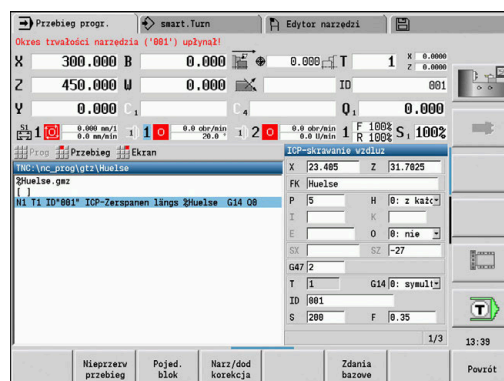 Przebieg progr. smart.Turn Edytor narzędzi
Okres trwałości narzędzia ('001') upłynął!
X 300.000 B 0.000 0.000 T 1 X 0.0000 Z 0.0000
Z 450.000 U 0.000 ID 001
Y 0.000 C1 C4 Q1 0.000
S1 1 0.000 mm/1 0.0 mm/min 1 0.0 obr/min 20.0 ° 2 0.0 obr/min 0.0 U/min 1 F 100% R 100% S1 100%
Prog Przebieg Ekran
TNC:\nc_prog\gtz\Huelse
%Huelse.gmz
[ ]
N1 T1 ID"001" ICP-Zerspanen längs %Huelse G14 Q0
ICP-skrawanie wzdluz
X 23.405 Z 31.7025
FK Huelse
P 5 H 0: z każd
I K
E O 0: nie
SX SZ -27
G47 2
T 1 G14 0: symult
ID 001
S 200 F 0.35
1/3
T
13:39
Nieprzerw przebieg
Pojed. blok
Narz/dod korekcja
Zdania bazowe
Powrót